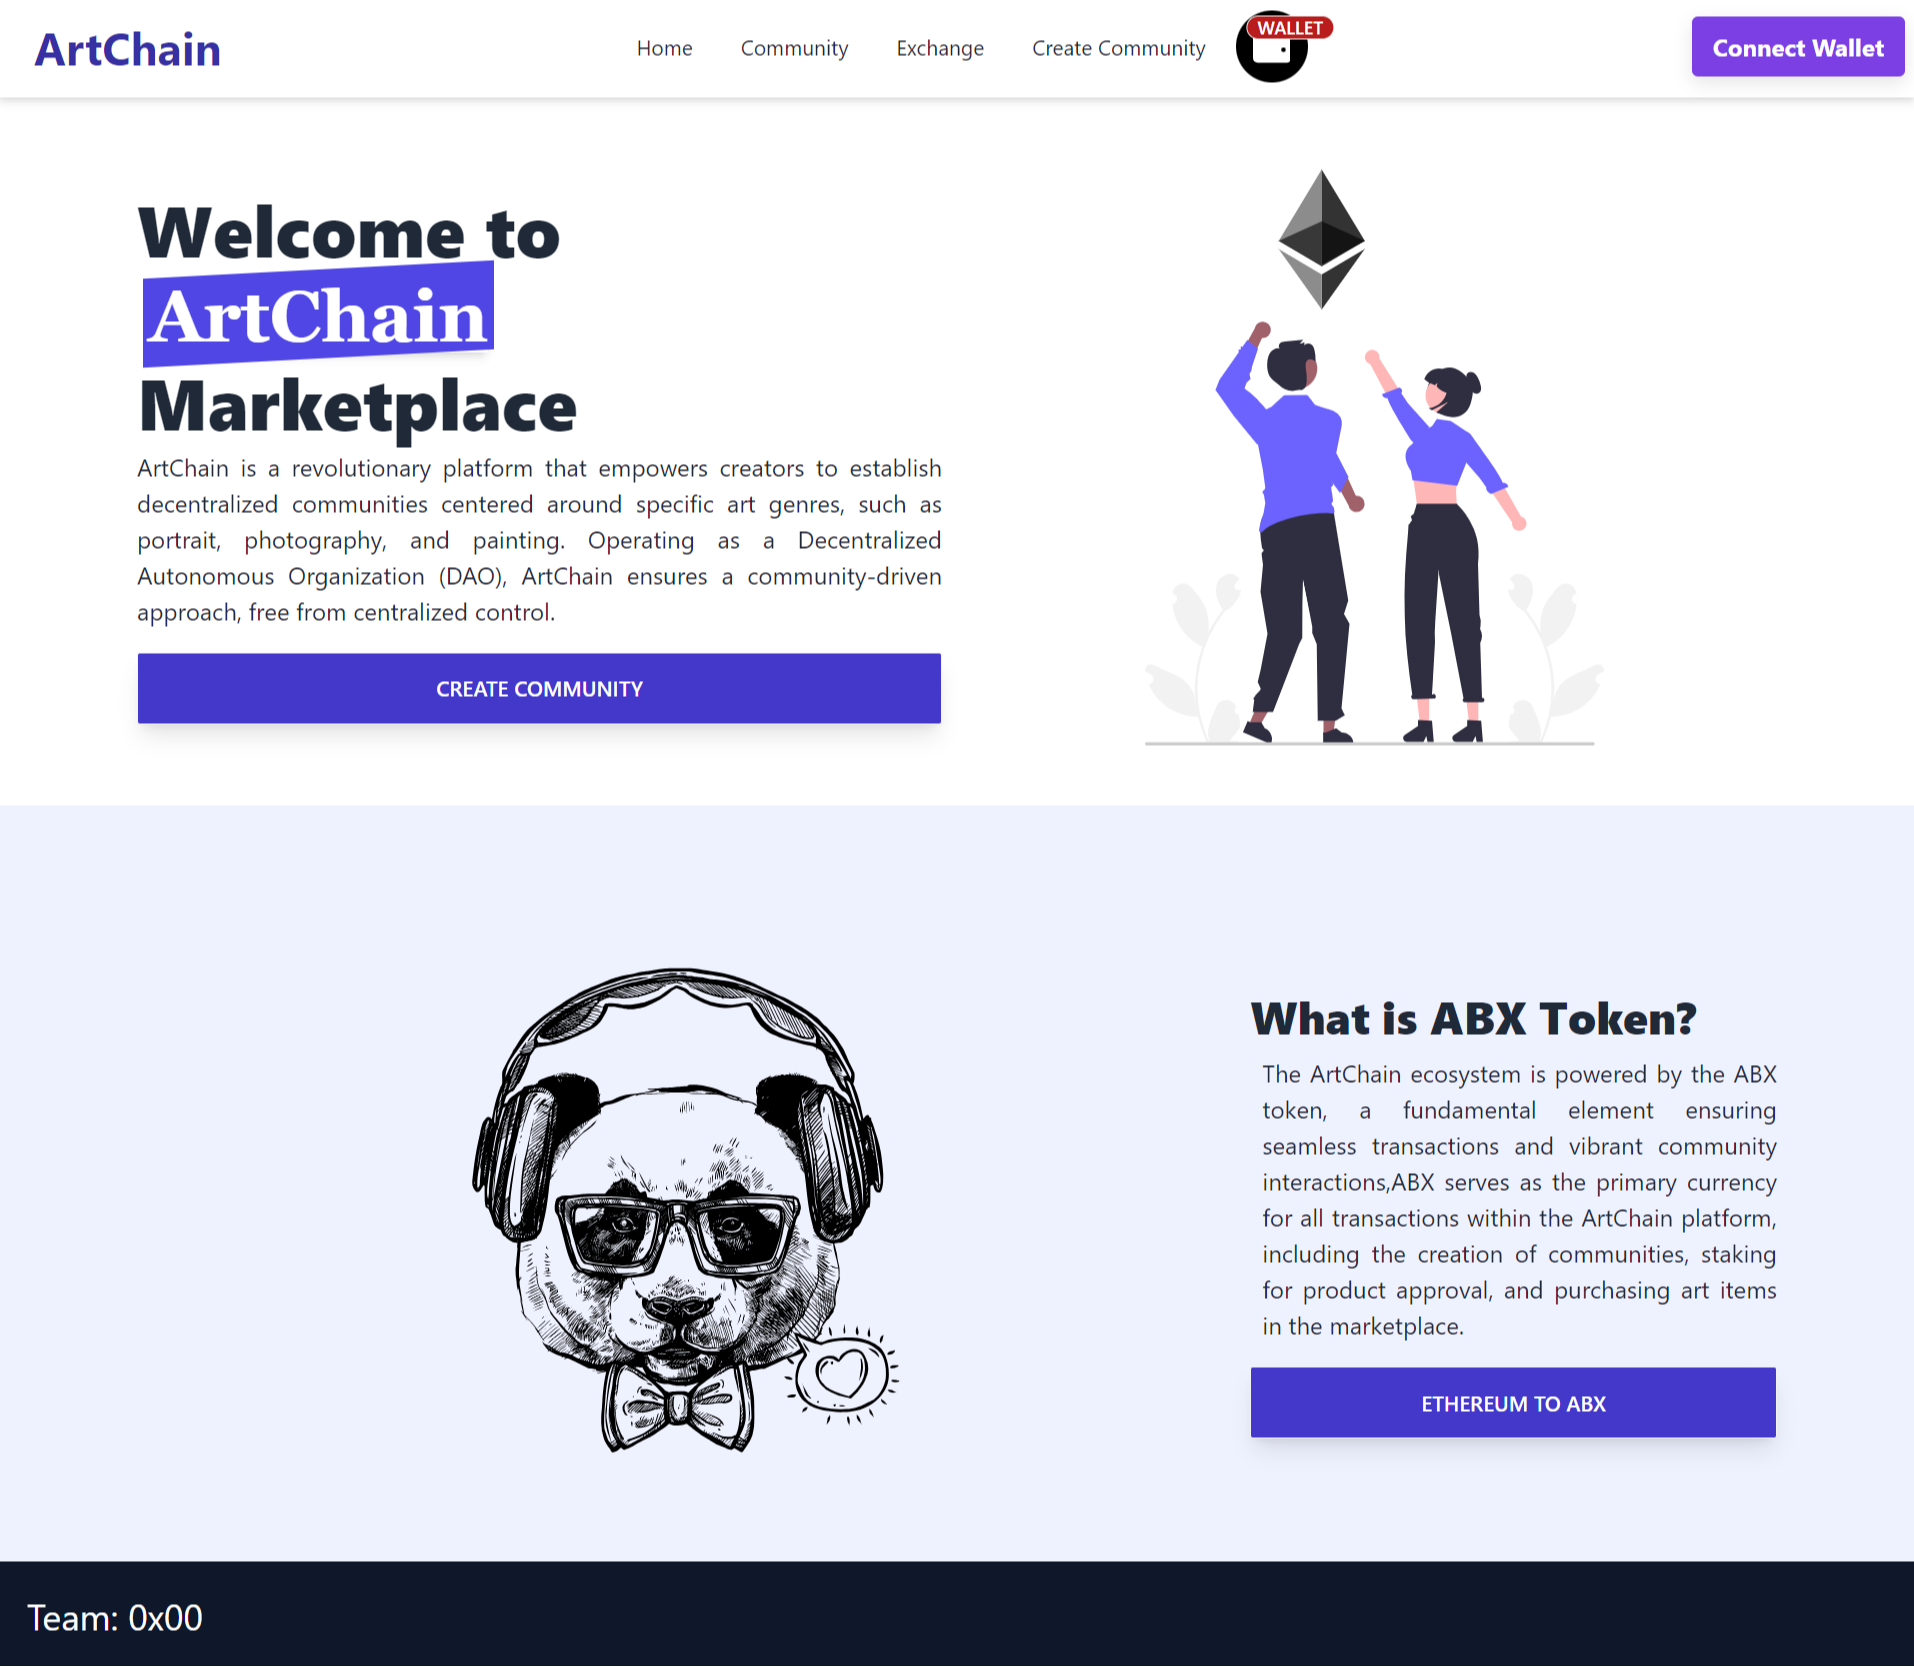 ArtChain
Home Community Exchange Create Community WALLET Connect Wallet
Welcome to
ArtChain
Marketplace
ArtChain is a revolutionary platform that empowers creators to establish
decentralized communities centered around specific art genres, such as
portrait, photography, and painting. Operating as a Decentralized
Autonomous Organization (DAO), ArtChain ensures a community-driven
approach, free from centralized control.
CREATE COMMUNITY
What is ABX Token?
The ArtChain ecosystem is powered by the ABX
token, a fundamental element ensuring
seamless transactions and vibrant community
interactions,ABX serves as the primary currency
for all transactions within the ArtChain platform,
including the creation of communities, staking
for product approval, and purchasing art items
in the marketplace.
ETHEREUM TO ABX
Team: 0x00